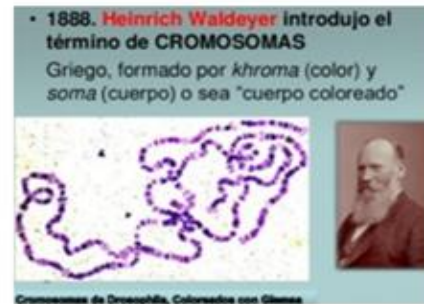 • 1888. Heinrich Waldeyer introdujo el
término de CROMOSOMAS
Griego, formado por khroma (color) y
soma (cuerpo) o sea "cuerpo coloreado"
Cromosomas de Drosophila, Coloreados con Giemsa